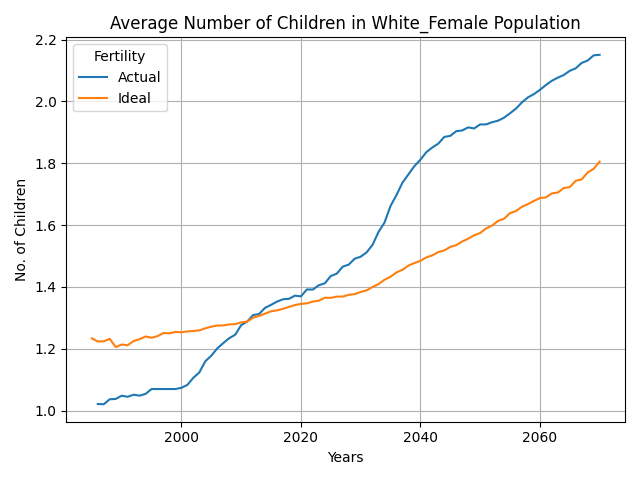 Average Number of Children in White_Female Population
Fertility
Actual
Ideal
No. of Children
2.2
2.0
1.8
1.6
1.4
1.2
1.0
2000 2020 2040 2060
Years